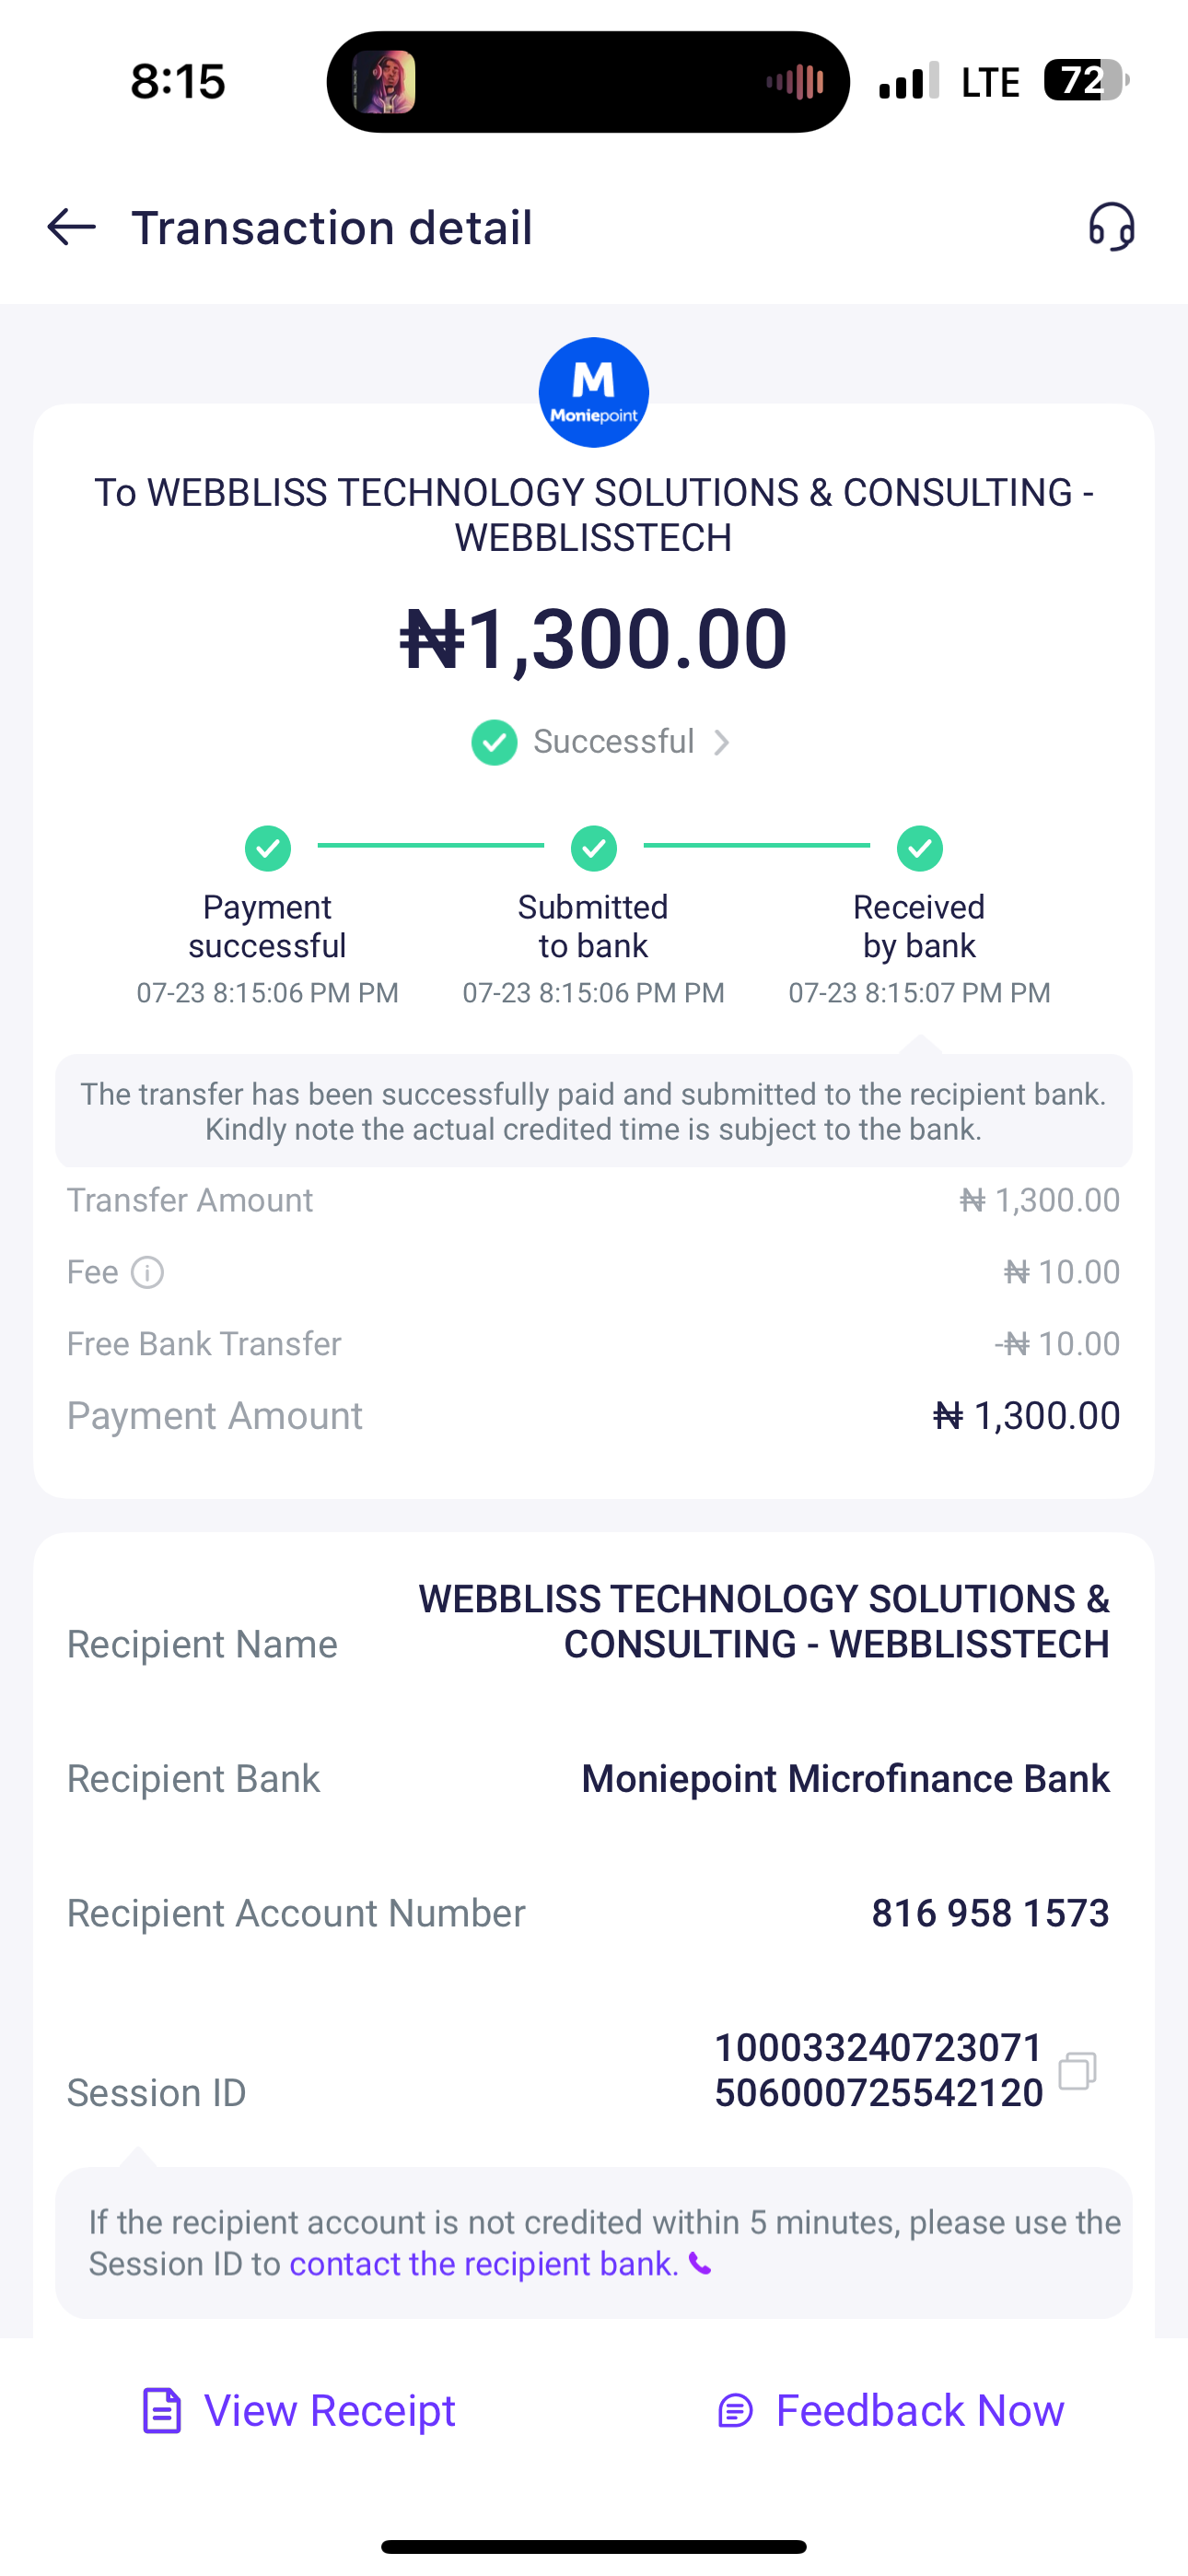 8:15
LTE
72
Transaction detail
M
Moniepoint
To WEBBLISS TECHNOLOGY SOLUTIONS & CONSULTING -
WEBBLISSTECH
₦1,300.00
Successful
Payment
successful
07-23 8:15:06 PM PM
Submitted
to bank
07-23 8:15:06 PM PM
Received
by bank
07-23 8:15:07 PM PM
The transfer has been successfully paid and submitted to the recipient bank.
Kindly note the actual credited time is subject to the bank.
Transfer Amount ₦ 1,300.00
Fee ₦ 10.00
Free Bank Transfer -₦ 10.00
Payment Amount ₦ 1,300.00
Recipient Name
WEBBLISS TECHNOLOGY SOLUTIONS &
CONSULTING - WEBBLISSTECH
Recipient Bank Moniepoint Microfinance Bank
Recipient Account Number 816 958 1573
Session ID
100033240723071
506000725542120
If the recipient account is not credited within 5 minutes, please use the
Session ID to contact the recipient bank.
View Receipt
Feedback Now